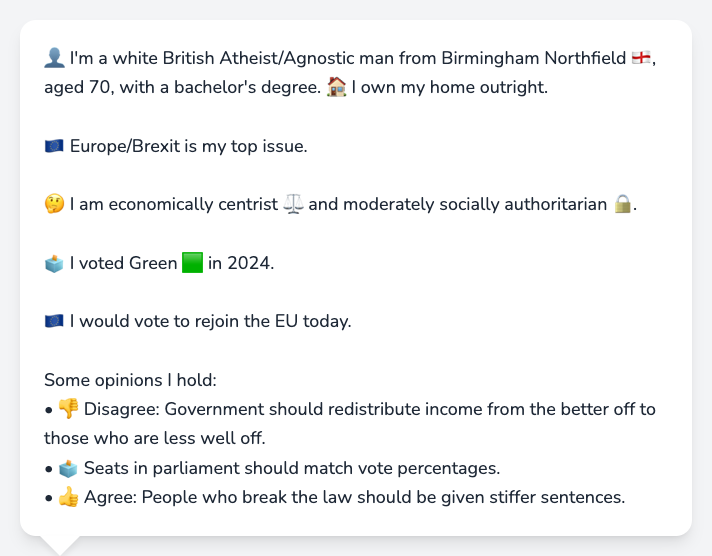 👤 I'm a white British Atheist/Agnostic man from Birmingham Northfield 🏴󠁧󠁢󠁥󠁮󠁧󠁿,
aged 70, with a bachelor's degree. 🏠 I own my home outright.
🇪🇺 Europe/Brexit is my top issue.
🤔 I am economically centrist ⚖️ and moderately socially authoritarian 🔒.
🗳️ I voted Green 🟩 in 2024.
🇪🇺 I would vote to rejoin the EU today.
Some opinions I hold:
• 👎 Disagree: Government should redistribute income from the better off to
those who are less well off.
• 🗳️ Seats in parliament should match vote percentages.
• 👍 Agree: People who break the law should be given stiffer sentences.